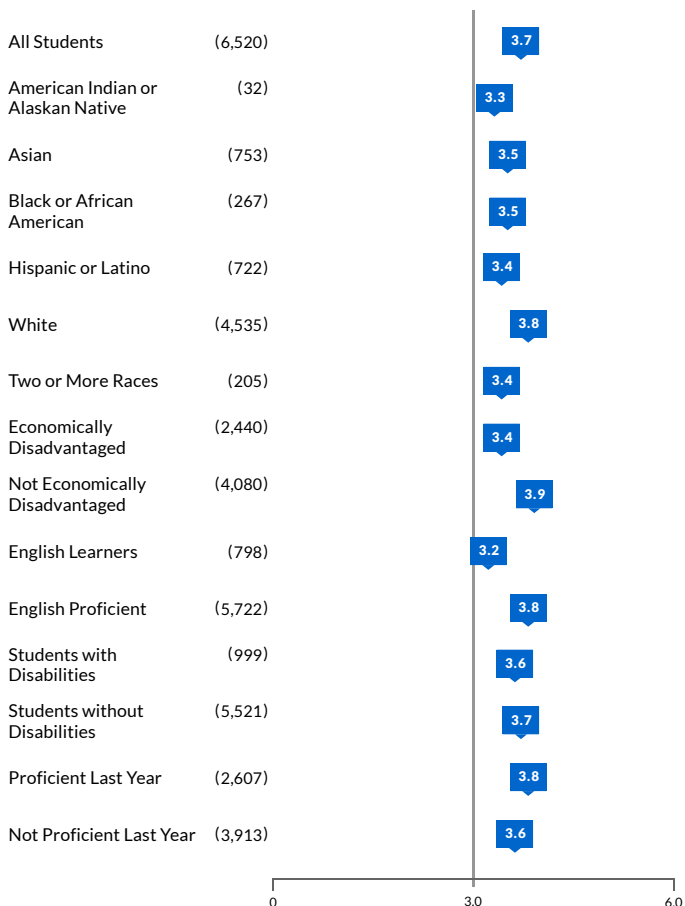 All Students (6,520) 3.7
American Indian or (32)
Alaskan Native 3.3
Asian (753) 3.5
Black or African (267)
American 3.5
Hispanic or Latino (722) 3.4
White (4,535) 3.8
Two or More Races (205) 3.4
Economically (2,440)
Disadvantaged 3.4
Not Economically (4,080)
Disadvantaged 3.9
English Learners (798) 3.2
English Proficient (5,722) 3.8
Students with (999)
Disabilities 3.6
Students without (5,521)
Disabilities 3.7
Proficient Last Year (2,607) 3.8
Not Proficient Last Year (3,913) 3.6
0 3.0 6.0